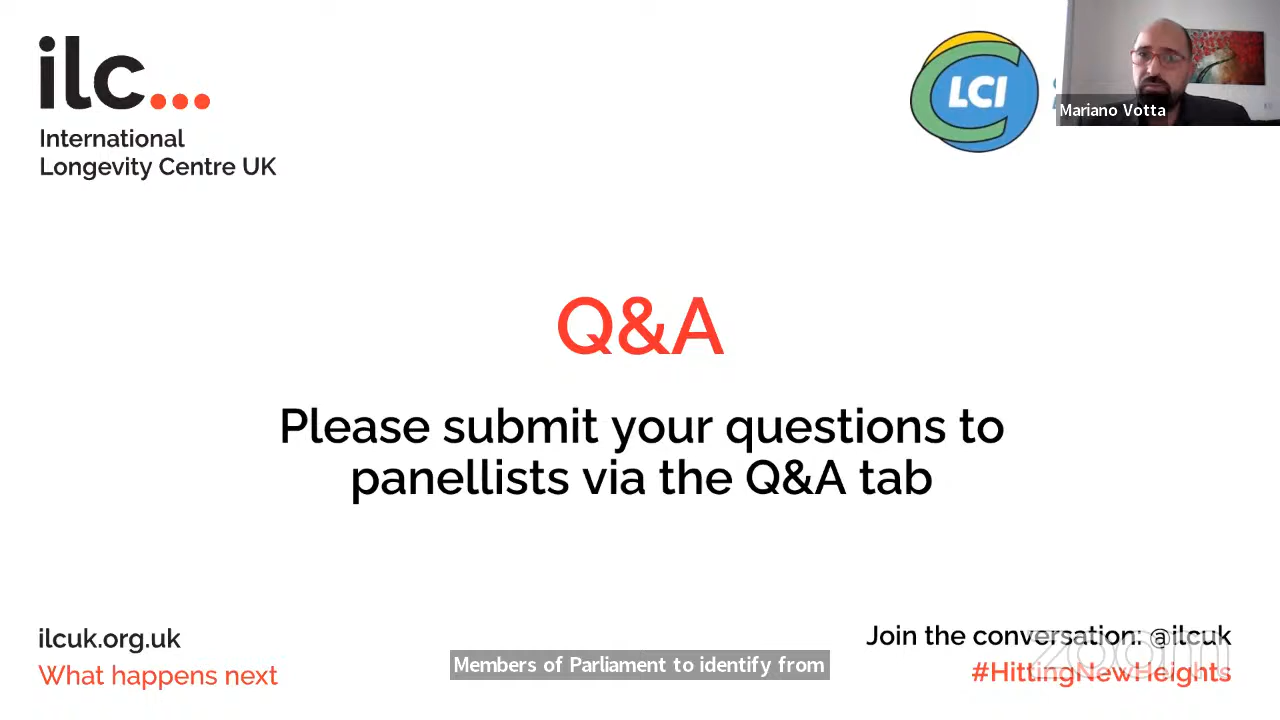 ilc...
International
Longevity Centre UK
LCI
Mariano Votta
Q&A
Please submit your questions to
panellists via the Q&A tab
ilcuk.org.uk
What happens next
Members of Parliament to identify from
Join the conversation: @ilcuk
#HittingNewHeights
zoom